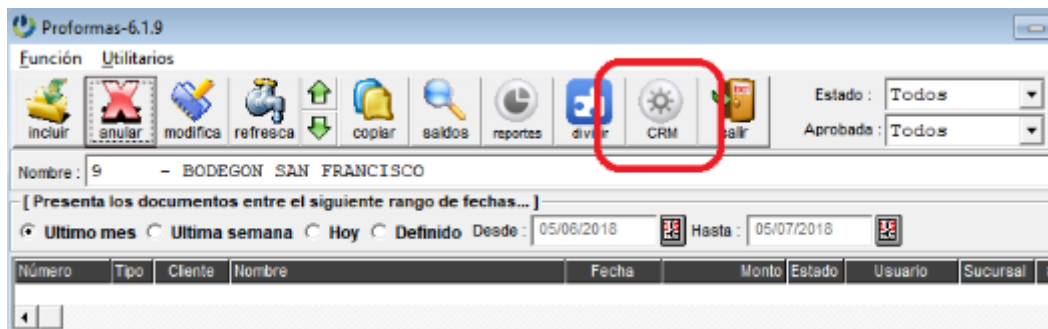 Proformas-6.1.9
Función Utilitarios
incluir anular modifica refresca copiar saldos reportes dividir CRM salir
Estado : Todos
Aprobada : Todos
Nombre : 9 - BODEGON SAN FRANCISCO
[ Presenta los documentos entre el siguiente rango de fechas... ]
Ultimo mes Ultima semana Hoy Definido Desde : 05/06/2018 Hasta : 05/07/2018
Número Tipo Cliente Nombre Fecha Monto Estado Usuario Sucursal